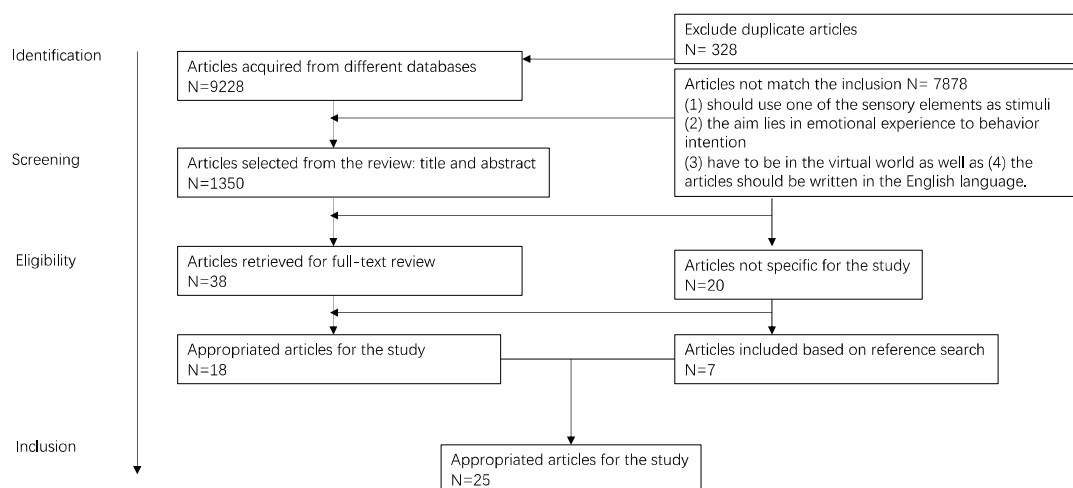 Identification
Exclude duplicate articles
N= 328
Articles acquired from different databases
N=9228
Articles not match the inclusion N= 7878
(1) should use one of the sensory elements as stimuli
(2) the aim lies in emotional experience to behavior
intention
(3) have to be in the virtual world as well as (4) the
articles should be written in the English language.
Screening
Articles selected from the review: title and abstract
N=1350
Eligibility
Articles retrieved for full-text review
N=38
Articles not specific for the study
N=20
Appropriated articles for the study
N=18
Articles included based on reference search
N=7
Inclusion
Appropriated articles for the study
N=25